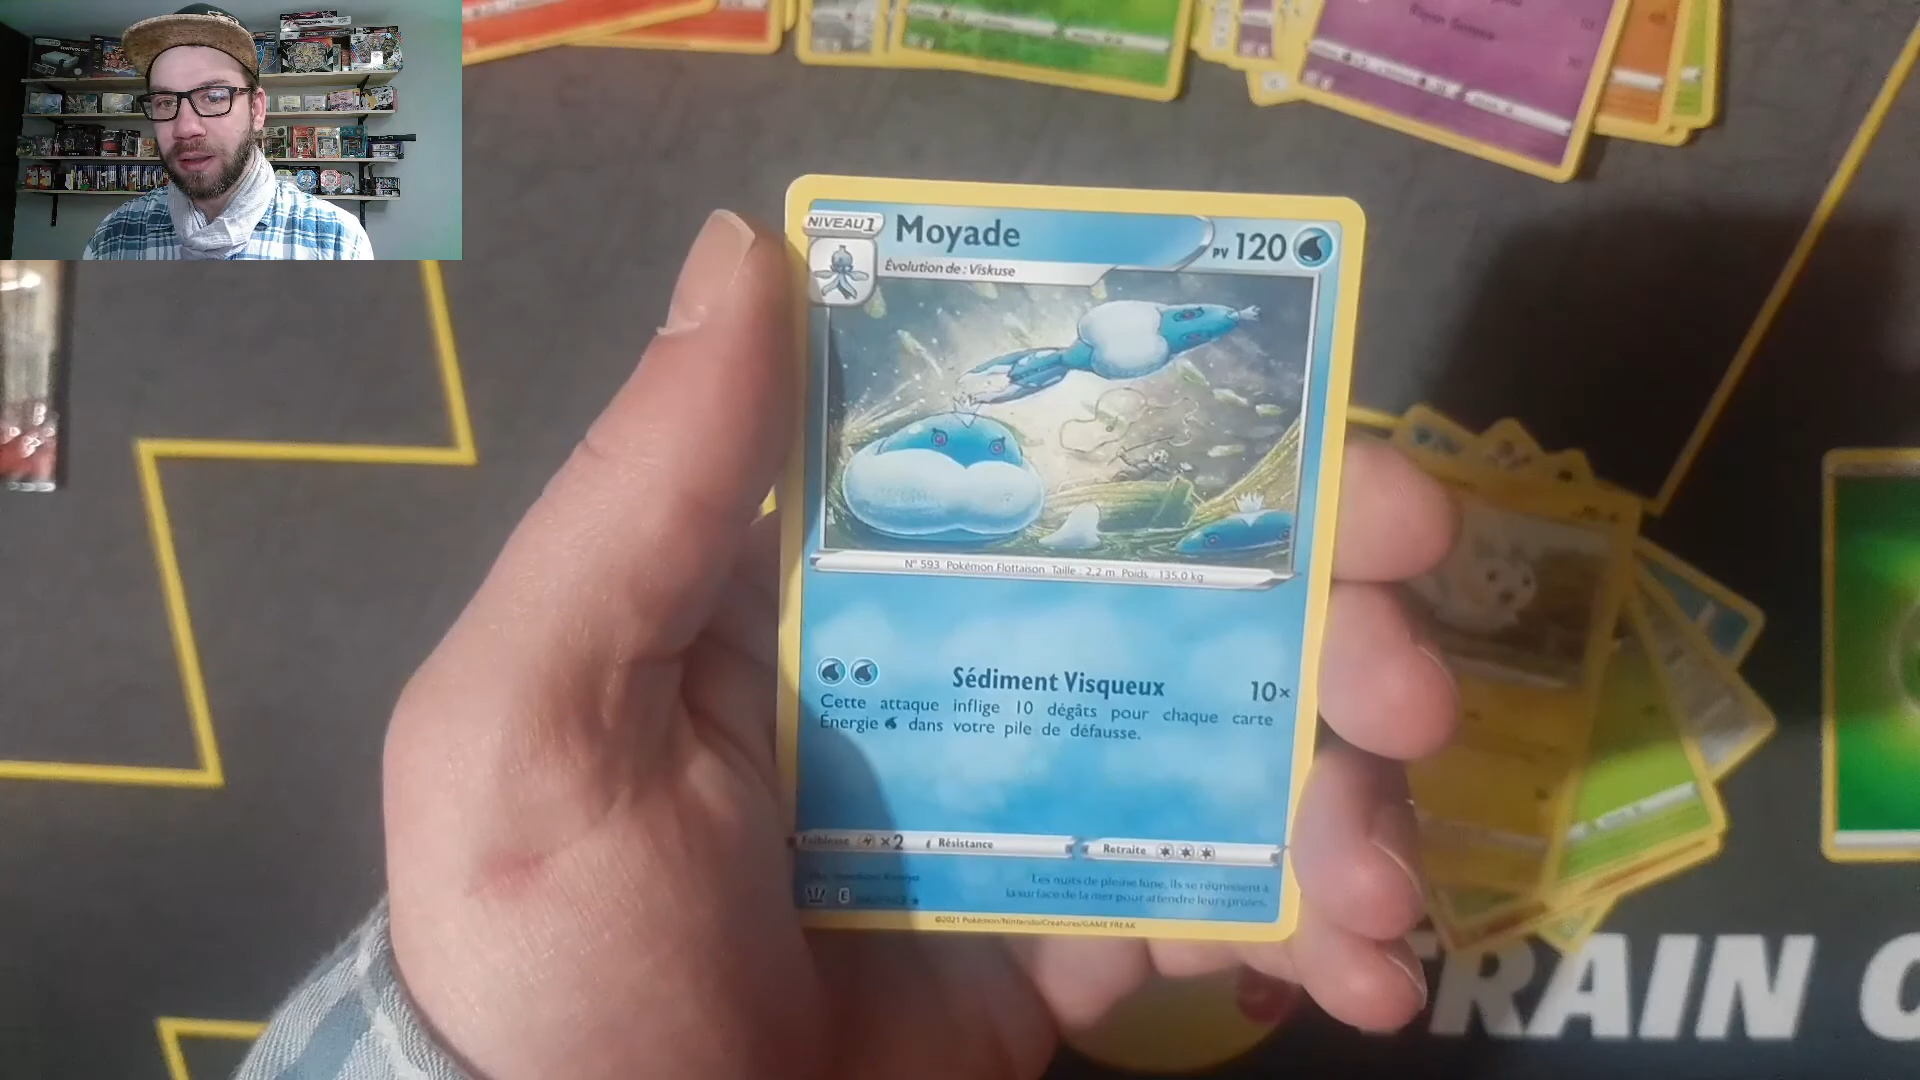 NIVEAU 1
Moyade
PV 120
Évolution de : Viskuse
N° 593 Pokémon Flottaison Taille : 2,2 m Poids : 135,0 kg
Sédiment Visqueux 10×
Cette attaque inflige 10 dégâts pour chaque carte
Énergie dans votre pile de défausse.
Faiblesse ×2 Résistance Retraite
Les nuits de pleine lune, ils se réunissent à
la surface de la mer pour attendre leurs proies.
E
©2021 Pokémon/Nintendo/Creatures/GAME FREAK